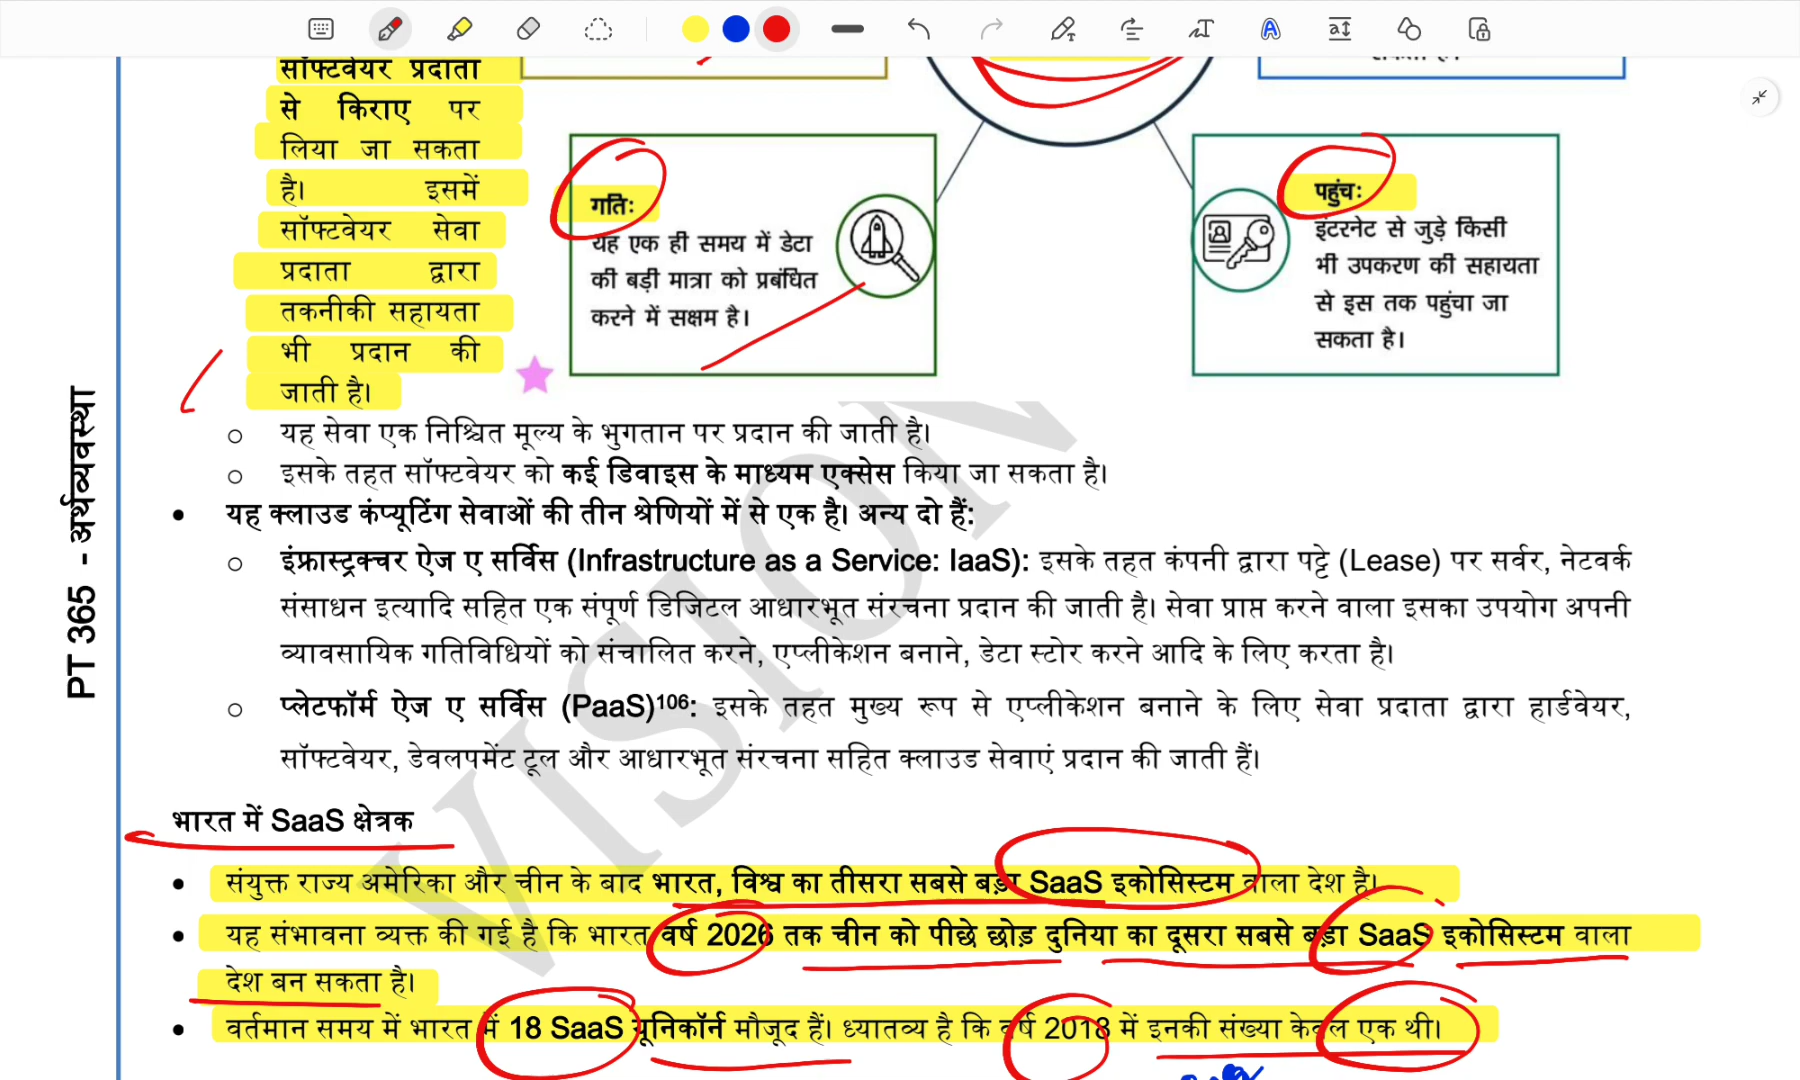 सॉफ्टवेयर प्रदाता
से किराए पर
लिया जा सकता
है। इसमें
सॉफ्टवेयर सेवा
प्रदाता द्वारा
तकनीकी सहायता
भी प्रदान की
जाती है।
गति:
यह एक ही समय में डेटा
की बड़ी मात्रा को प्रबंधित
करने में सक्षम है।
पहुंच:
इंटरनेट से जुड़े किसी
भी उपकरण की सहायता
से इस तक पहुंचा जा
सकता है।
○ यह सेवा एक निश्चित मूल्य के भुगतान पर प्रदान की जाती है।
○ इसके तहत सॉफ्टवेयर को कई डिवाइस के माध्यम एक्सेस किया जा सकता है।
• यह क्लाउड कंप्यूटिंग सेवाओं की तीन श्रेणियों में से एक है। अन्य दो हैं:
○ इंफ्रास्ट्रक्चर ऐज ए सर्विस (Infrastructure as a Service: IaaS): इसके तहत कंपनी द्वारा पट्टे (Lease) पर सर्वर, नेटवर्क
संसाधन इत्यादि सहित एक संपूर्ण डिजिटल आधारभूत संरचना प्रदान की जाती है। सेवा प्राप्त करने वाला इसका उपयोग अपनी
व्यावसायिक गतिविधियों को संचालित करने, एप्लीकेशन बनाने, डेटा स्टोर करने आदि के लिए करता है।
○ प्लेटफॉर्म ऐज ए सर्विस (PaaS)106: इसके तहत मुख्य रूप से एप्लीकेशन बनाने के लिए सेवा प्रदाता द्वारा हार्डवेयर,
सॉफ्टवेयर, डेवलपमेंट टूल और आधारभूत संरचना सहित क्लाउड सेवाएं प्रदान की जाती हैं।
भारत में SaaS क्षेत्रक
• संयुक्त राज्य अमेरिका और चीन के बाद भारत, विश्व का तीसरा सबसे बड़ा SaaS इकोसिस्टम वाला देश है।
• यह संभावना व्यक्त की गई है कि भारत वर्ष 2026 तक चीन को पीछे छोड़ दुनिया का दूसरा सबसे बड़ा SaaS इकोसिस्टम वाला
देश बन सकता है।
• वर्तमान समय में भारत में 18 SaaS यूनिकॉर्न मौजूद हैं। ध्यातव्य है कि वर्ष 2018 में इनकी संख्या केवल एक थी।
PT 365 - अर्थव्यवस्था
VISION